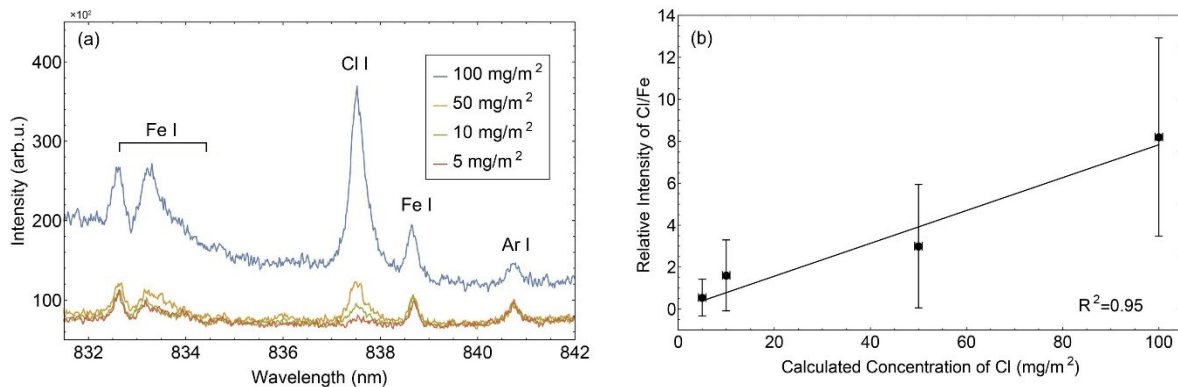 ×10²
(a)
400
300
200
100
Intensity (arb.u.)
Fe I
Cl I
Fe I
Ar I
100 mg/m²
50 mg/m²
10 mg/m²
5 mg/m²
832 834 836 838 840 842
Wavelength (nm)
(b)
14
12
10
8
6
4
2
0
Relative Intensity of Cl/Fe
R²=0.95
0 20 40 60 80 100
Calculated Concentration of Cl (mg/m²)